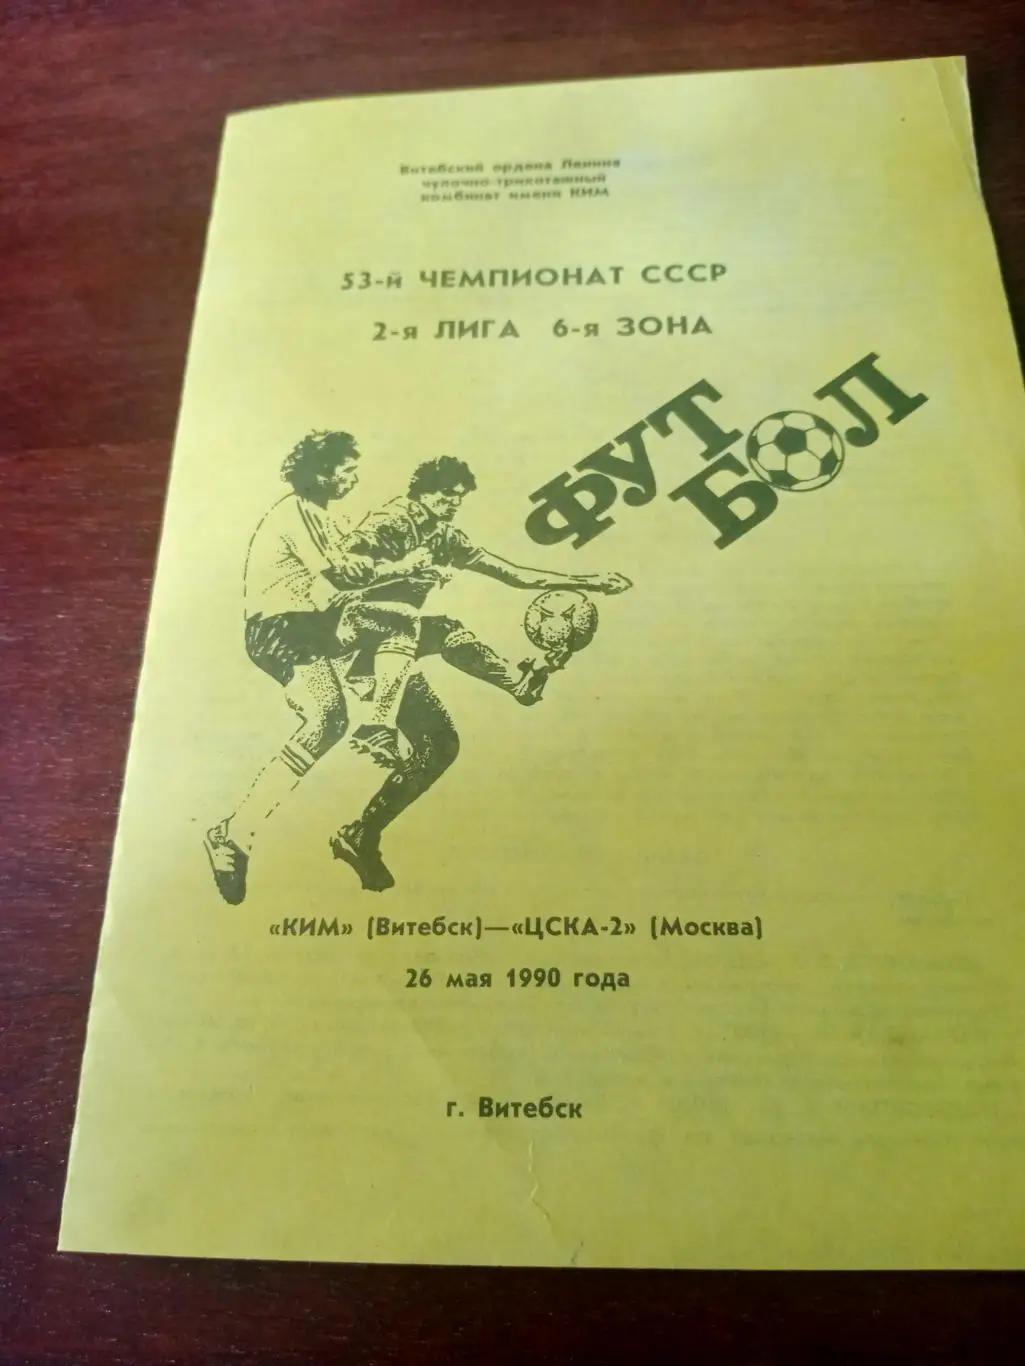 Витебский ордена Ленина
чулочно-трикотажный
комбинат имени КИМ
53-й ЧЕМПИОНАТ СССР
2-я ЛИГА 6-я ЗОНА
ФУТ
БОЛ
«КИМ» (Витебск)—«ЦСКА-2» (Москва)
26 мая 1990 года
г. Витебск